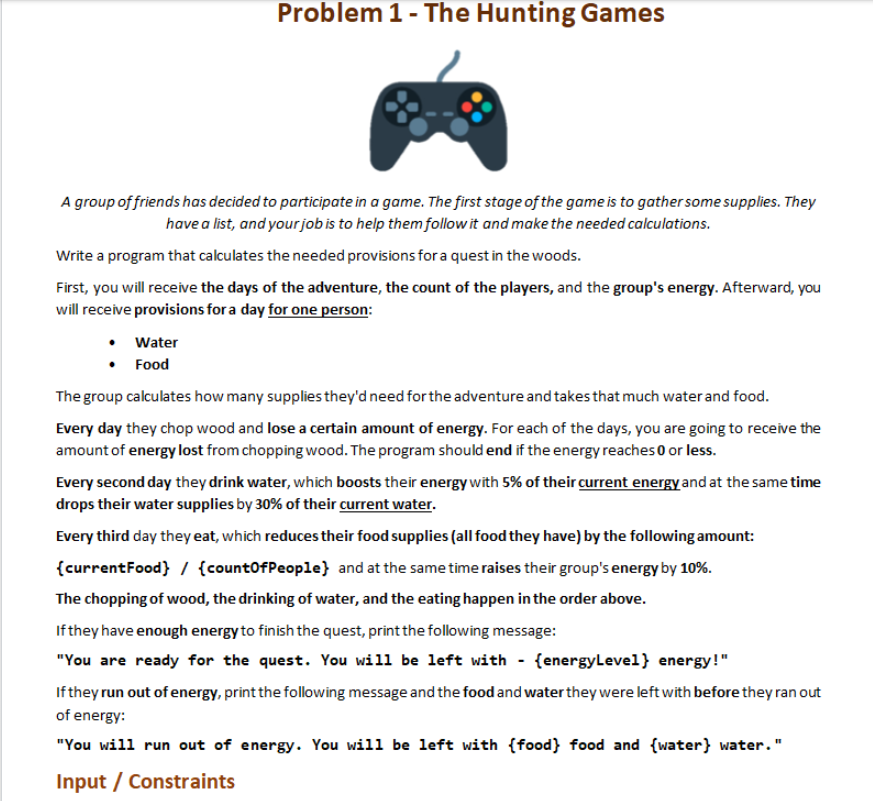 Problem 1 - The Hunting Games
A group of friends has decided to participate in a game. The first stage of the game is to gather some supplies. They
have a list, and your job is to help them follow it and make the needed calculations.
Write a program that calculates the needed provisions for a quest in the woods.
First, you will receive the days of the adventure, the count of the players, and the group's energy. Afterward, you
will receive provisions for a day for one person:
• Water
• Food
The group calculates how many supplies they'd need for the adventure and takes that much water and food.
Every day they chop wood and lose a certain amount of energy. For each of the days, you are going to receive the
amount of energy lost from chopping wood. The program should end if the energy reaches 0 or less.
Every second day they drink water, which boosts their energy with 5% of their current energy and at the same time
drops their water supplies by 30% of their current water.
Every third day they eat, which reduces their food supplies (all food they have) by the following amount:
{currentFood} / {countOfPeople} and at the same time raises their group's energy by 10%.
The chopping of wood, the drinking of water, and the eating happen in the order above.
If they have enough energy to finish the quest, print the following message:
"You are ready for the quest. You will be left with - {energyLevel} energy!"
If they run out of energy, print the following message and the food and water they were left with before they ran out
of energy:
"You will run out of energy. You will be left with {food} food and {water} water."
Input / Constraints